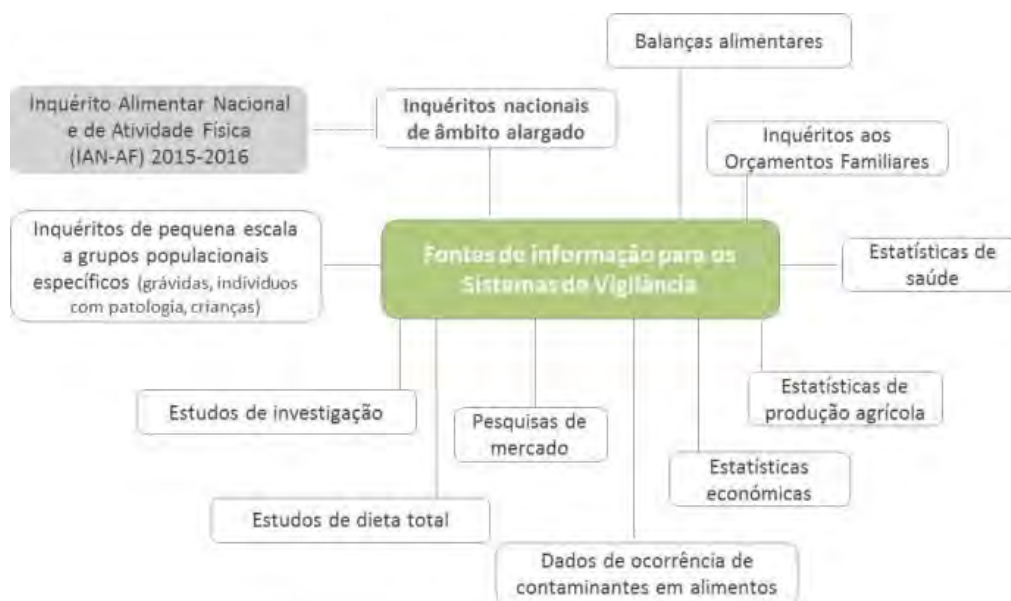 Balanças alimentares
Inquérito Alimentar Nacional
e de Atividade Física
(IAN-AF) 2015-2016
Inquéritos nacionais
de âmbito alargado
Inquéritos aos
Orçamentos Familiares
Inquéritos de pequena escala
a grupos populacionais
específicos (grávidas, indivíduos
com patologia, crianças)
Fontes de informação para os
Sistemas de Vigilância
Estatísticas de
saúde
Estudos de investigação
Pesquisas de
mercado
Estatísticas de
produção agrícola
Estatísticas
económicas
Estudos de dieta total
Dados de ocorrência de
contaminantes em alimentos